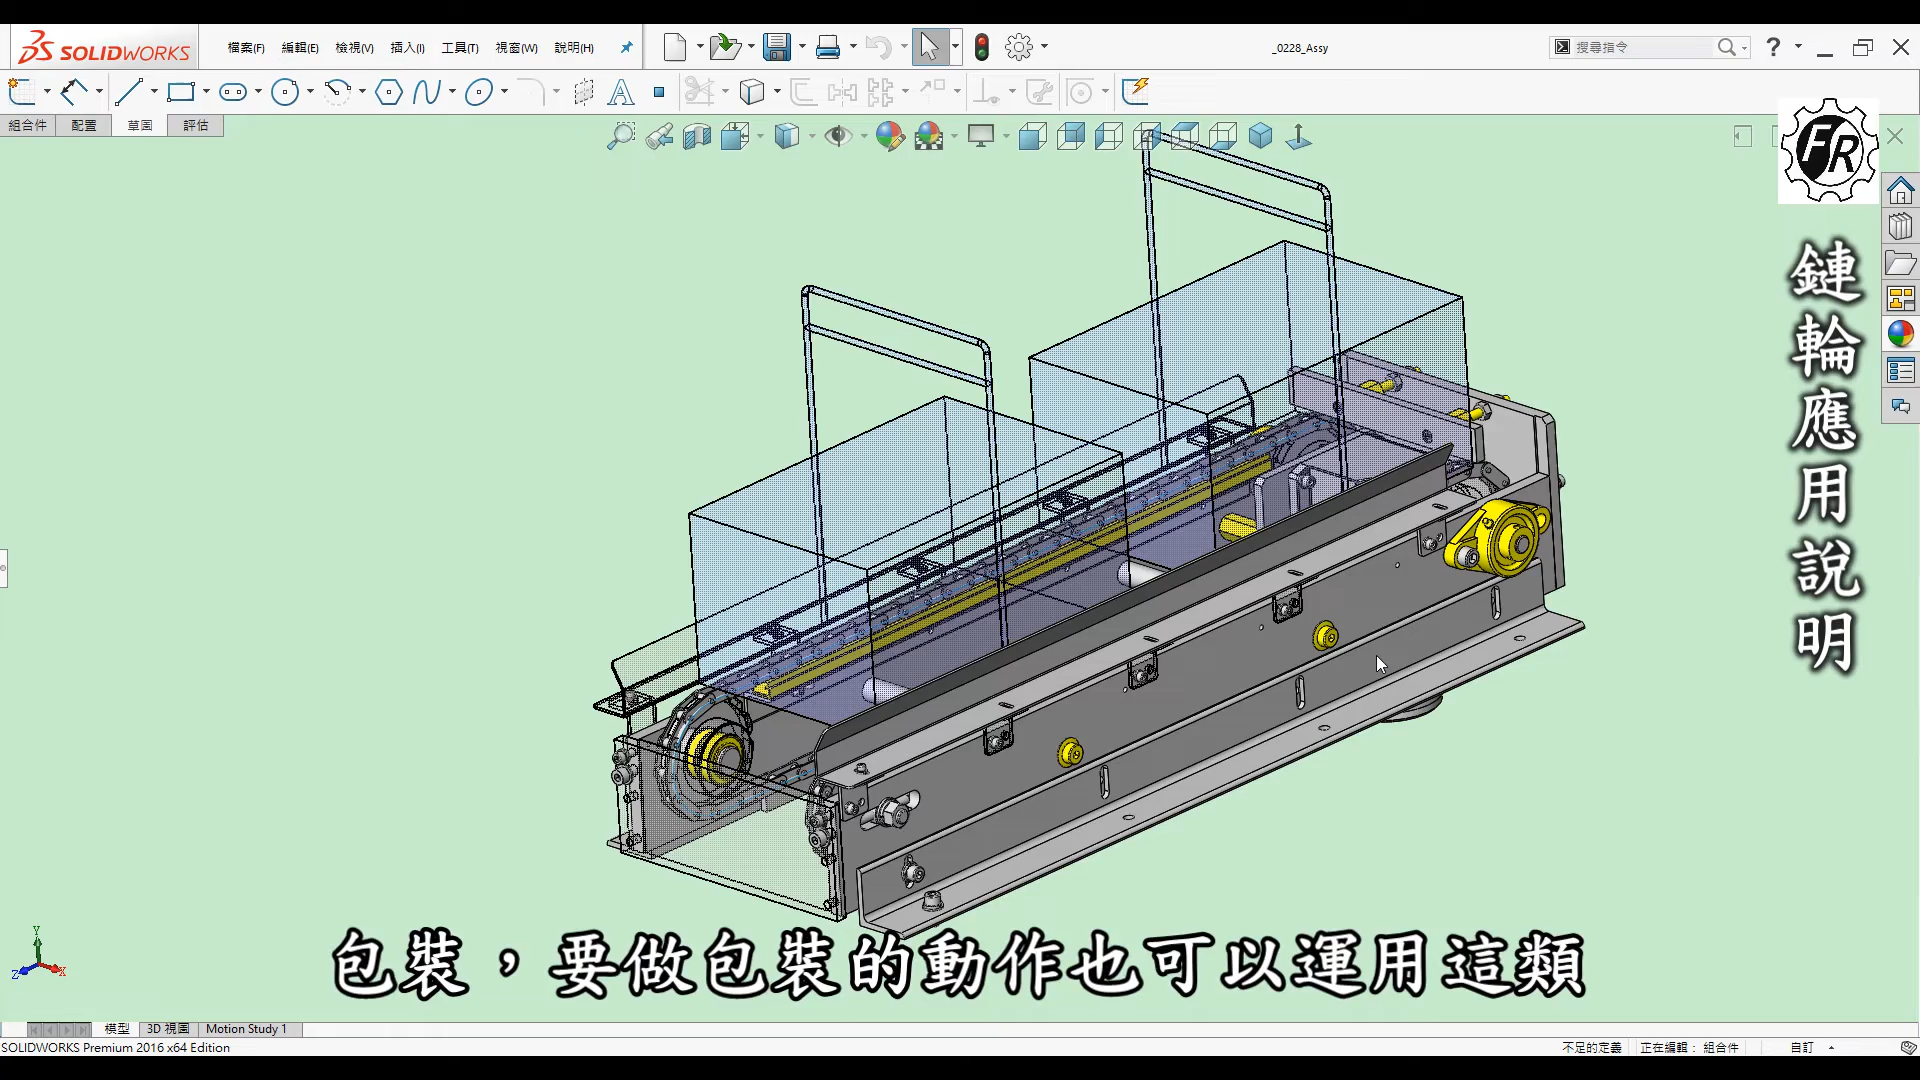 SOLIDWORKS
檔案(F) 編輯(E) 檢視(V) 插入(I) 工具(T) 視窗(W) 說明(H)
_0228_Assy
搜尋指令
組合件 配置 草圖 評估
FR
鏈輪應用說明
包裝，要做包裝的動作也可以運用這類
模型 3D 視圖 Motion Study 1
SOLIDWORKS Premium 2016 x64 Edition
不足的定義 正在編輯： 組合件 自訂